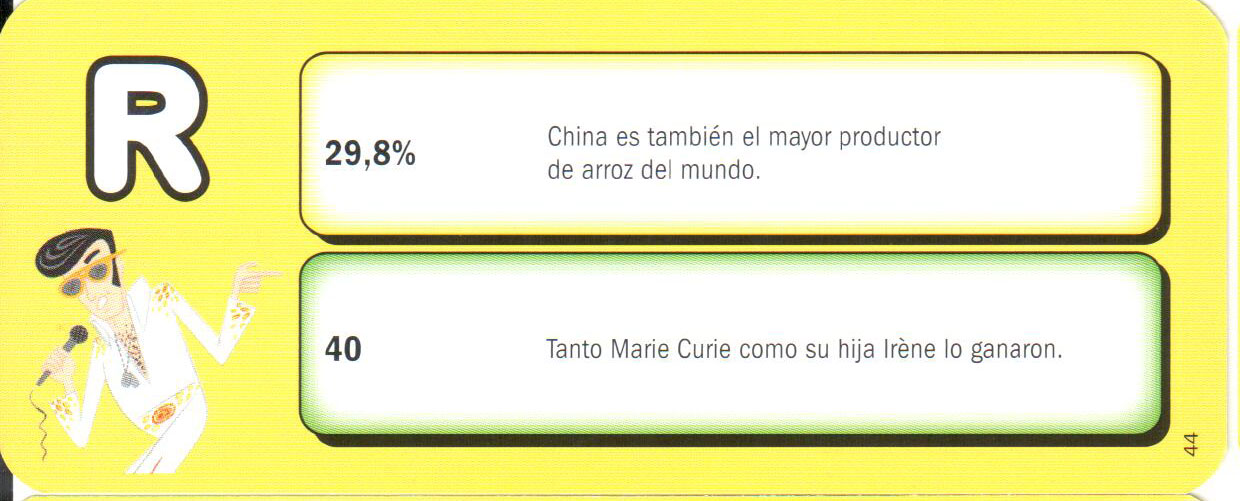 R
29,8%
China es también el mayor productor
de arroz del mundo.
40
Tanto Marie Curie como su hija Irène lo ganaron.
44